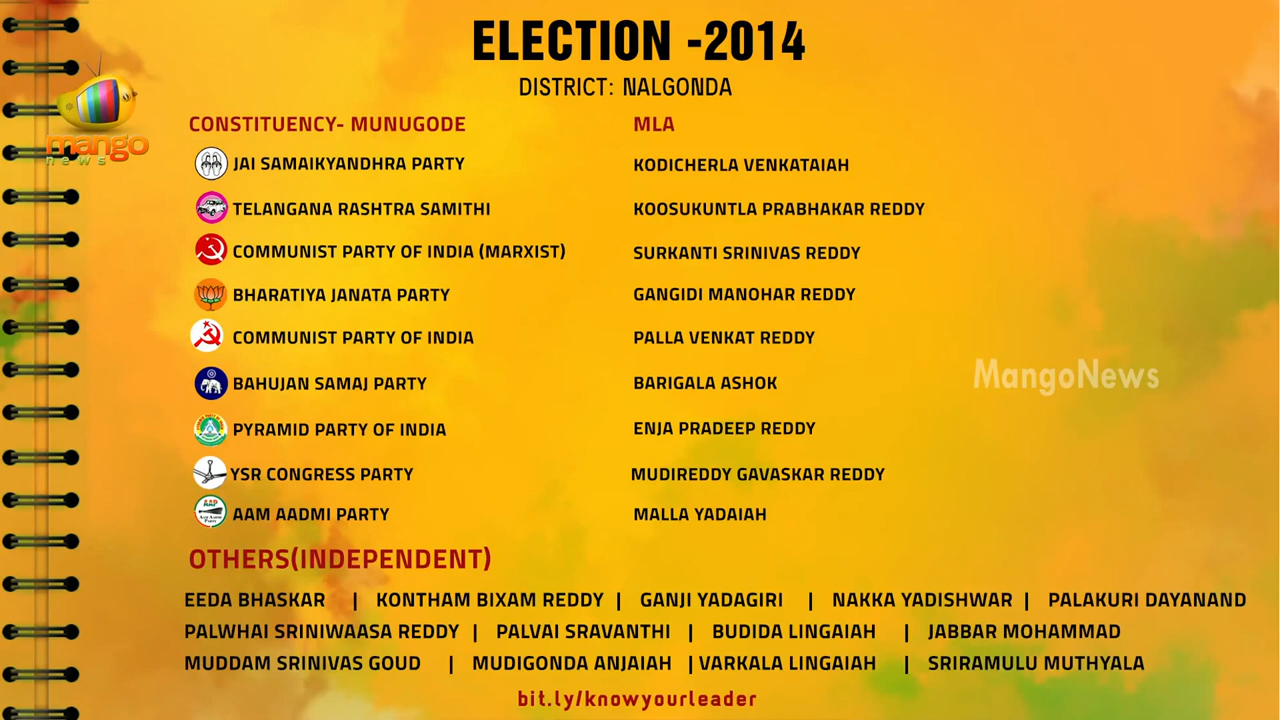 ELECTION -2014
DISTRICT: NALGONDA
mango
news
CONSTITUENCY- MUNUGODE MLA
JAI SAMAIKYANDHRA PARTY KODICHERLA VENKATAIAH
TELANGANA RASHTRA SAMITHI KOOSUKUNTLA PRABHAKAR REDDY
COMMUNIST PARTY OF INDIA (MARXIST) SURKANTI SRINIVAS REDDY
BHARATIYA JANATA PARTY GANGIDI MANOHAR REDDY
COMMUNIST PARTY OF INDIA PALLA VENKAT REDDY
MangoNews
BAHUJAN SAMAJ PARTY BARIGALA ASHOK
PYRAMID PARTY OF INDIA ENJA PRADEEP REDDY
YSR CONGRESS PARTY MUDIREDDY GAVASKAR REDDY
AAP
AAM AADMI PARTY MALLA YADAIAH
OTHERS(INDEPENDENT)
EEDA BHASKAR | KONTHAM BIXAM REDDY | GANJI YADAGIRI | NAKKA YADISHWAR | PALAKURI DAYANAND
PALWHAI SRINIWAASA REDDY | PALVAI SRAVANTHI | BUDIDA LINGAIAH | JABBAR MOHAMMAD
MUDDAM SRINIVAS GOUD | MUDIGONDA ANJAIAH | VARKALA LINGAIAH | SRIRAMULU MUTHYALA
bit.ly/knowyourleader